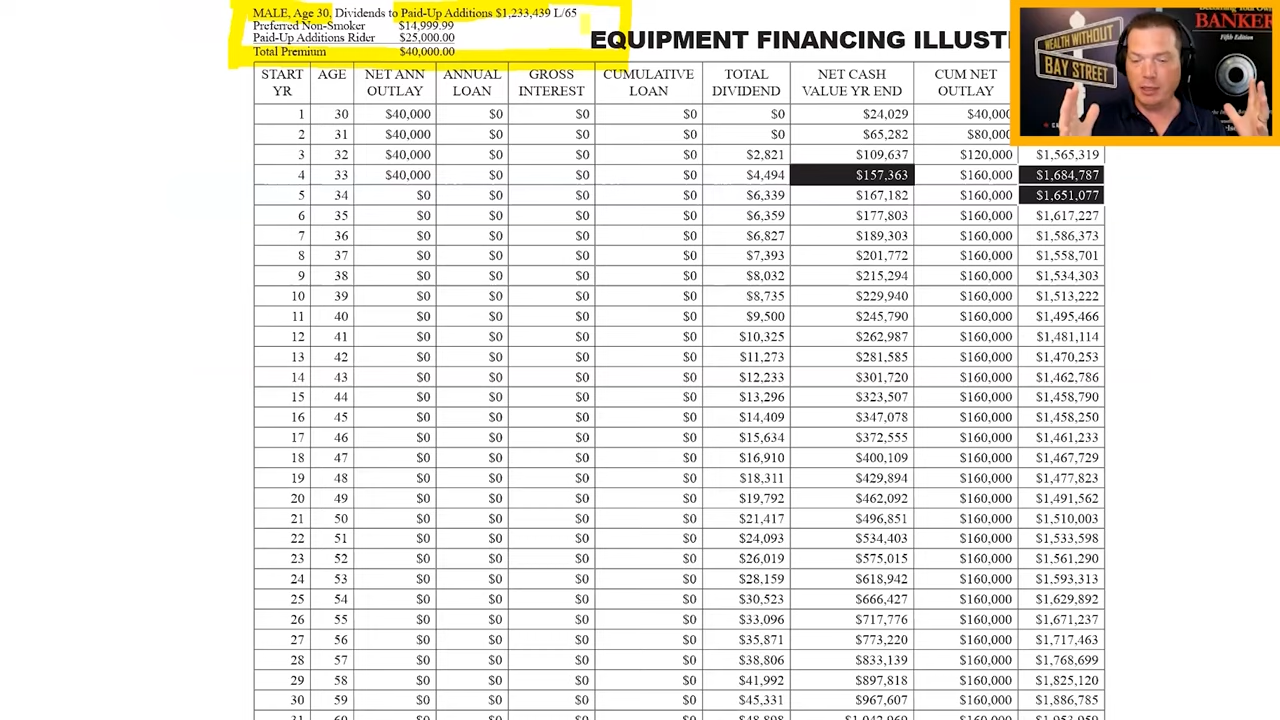 MALE, Age 30, Dividends to Paid-Up Additions $1,233,439 L/65
Preferred Non-Smoker $14,999.99
Paid-Up Additions Rider $25,000.00
Total Premium $40,000.00
EQUIPMENT FINANCING ILLUST
WEALTH WITHOUT
BAY STREET
BANKER
Fifth Edition
START YR AGE NET ANN OUTLAY ANNUAL LOAN GROSS INTEREST CUMULATIVE LOAN TOTAL DIVIDEND NET CASH VALUE YR END CUM NET OUTLAY
1 30 $40,000 $0 $0 $0 $0 $24,029 $40,000
2 31 $40,000 $0 $0 $0 $0 $65,282 $80,000
3 32 $40,000 $0 $0 $0 $2,821 $109,637 $120,000 $1,565,319
4 33 $40,000 $0 $0 $0 $4,494 $157,363 $160,000 $1,684,787
5 34 $0 $0 $0 $0 $6,339 $167,182 $160,000 $1,651,077
6 35 $0 $0 $0 $0 $6,359 $177,803 $160,000 $1,617,227
7 36 $0 $0 $0 $0 $6,827 $189,303 $160,000 $1,586,373
8 37 $0 $0 $0 $0 $7,393 $201,772 $160,000 $1,558,701
9 38 $0 $0 $0 $0 $8,032 $215,294 $160,000 $1,534,303
10 39 $0 $0 $0 $0 $8,735 $229,940 $160,000 $1,513,222
11 40 $0 $0 $0 $0 $9,500 $245,790 $160,000 $1,495,466
12 41 $0 $0 $0 $0 $10,325 $262,987 $160,000 $1,481,114
13 42 $0 $0 $0 $0 $11,273 $281,585 $160,000 $1,470,253
14 43 $0 $0 $0 $0 $12,233 $301,720 $160,000 $1,462,786
15 44 $0 $0 $0 $0 $13,296 $323,507 $160,000 $1,458,790
16 45 $0 $0 $0 $0 $14,409 $347,078 $160,000 $1,458,250
17 46 $0 $0 $0 $0 $15,634 $372,555 $160,000 $1,461,233
18 47 $0 $0 $0 $0 $16,910 $400,109 $160,000 $1,467,729
19 48 $0 $0 $0 $0 $18,311 $429,894 $160,000 $1,477,823
20 49 $0 $0 $0 $0 $19,792 $462,092 $160,000 $1,491,562
21 50 $0 $0 $0 $0 $21,417 $496,851 $160,000 $1,510,003
22 51 $0 $0 $0 $0 $24,093 $534,403 $160,000 $1,533,598
23 52 $0 $0 $0 $0 $26,019 $575,015 $160,000 $1,561,290
24 53 $0 $0 $0 $0 $28,159 $618,942 $160,000 $1,593,313
25 54 $0 $0 $0 $0 $30,523 $666,427 $160,000 $1,629,892
26 55 $0 $0 $0 $0 $33,096 $717,776 $160,000 $1,671,237
27 56 $0 $0 $0 $0 $35,871 $773,220 $160,000 $1,717,463
28 57 $0 $0 $0 $0 $38,806 $833,139 $160,000 $1,768,699
29 58 $0 $0 $0 $0 $41,992 $897,818 $160,000 $1,825,120
30 59 $0 $0 $0 $0 $45,331 $967,607 $160,000 $1,886,785
31 60 $0 $0 $0 $0 $48,898 $1,042,969 $160,000 $1,953,959